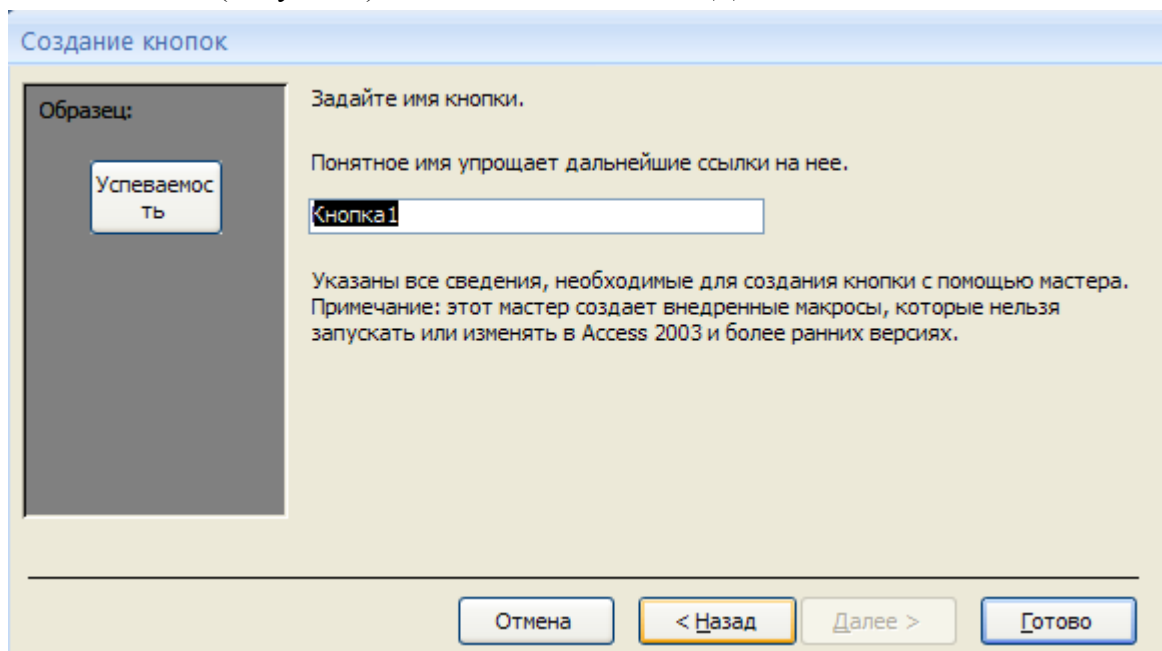 Создание кнопок
Образец:
Успеваемос
ть
Задайте имя кнопки.
Понятное имя упрощает дальнейшие ссылки на нее.
Кнопка1
Указаны все сведения, необходимые для создания кнопки с помощью мастера.
Примечание: этот мастер создает внедренные макросы, которые нельзя
запускать или изменять в Access 2003 и более ранних версиях.
Отмена
< Назад
Далее >
Готово